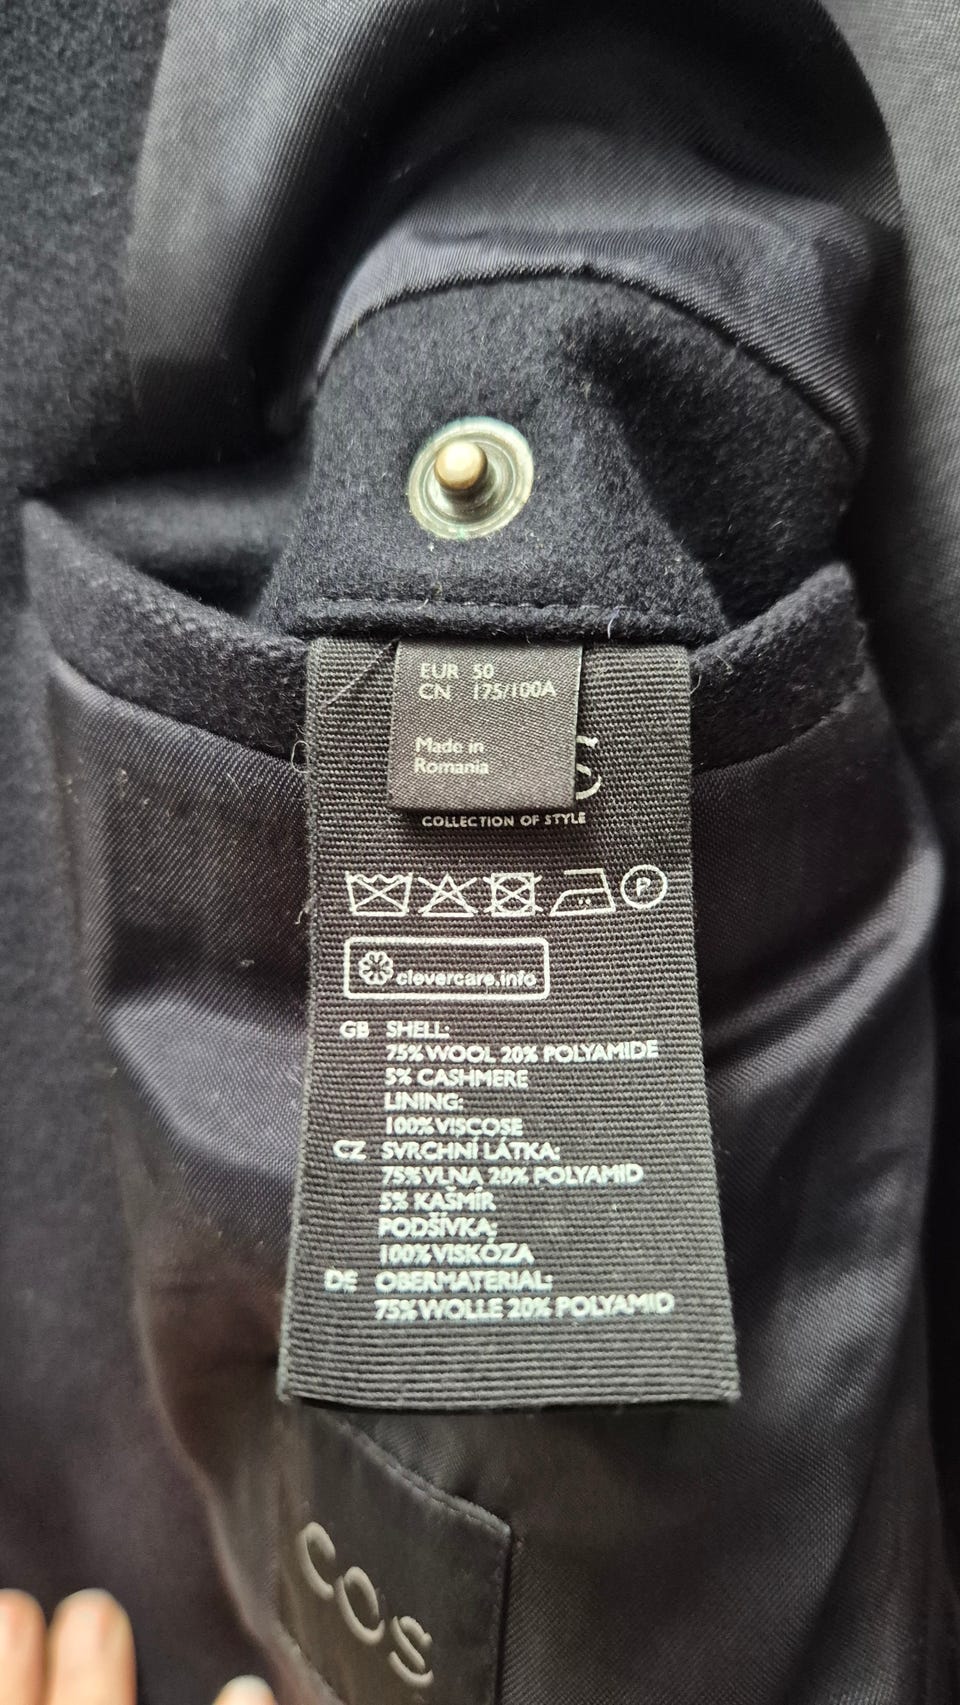 EUR 50
CN 175/100A
Made in
Romania
S
COLLECTION OF STYLE
P
clevercare.info
GB SHELL:
75% WOOL 20% POLYAMIDE
5% CASHMERE
LINING:
100% VISCOSE
CZ SVRCHNÍ LÁTKA:
75% VLNA 20% POLYAMID
5% KAŠMÍR
PODŠÍVKA:
100% VISKÓZA
DE OBERMATERIAL:
75% WOLLE 20% POLYAMID
COS